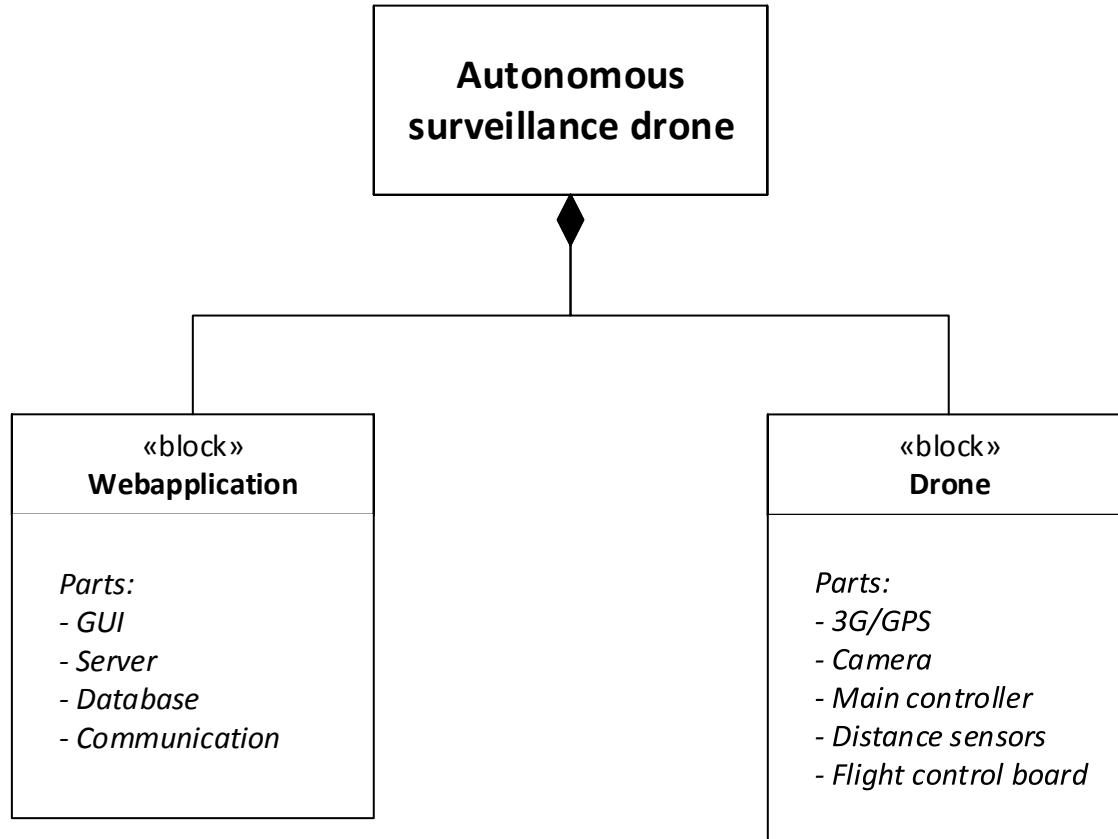 Autonomous
surveillance drone
«block»
Webapplication
Parts:
- GUI
- Server
- Database
- Communication
«block»
Drone
Parts:
- 3G/GPS
- Camera
- Main controller
- Distance sensors
- Flight control board